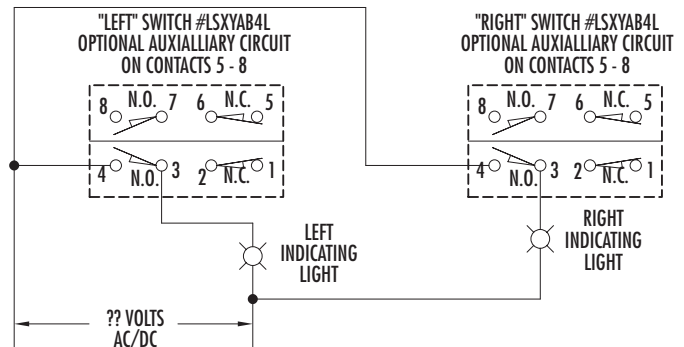 "LEFT" SWITCH #LSXYAB4L
OPTIONAL AUXIALLIARY CIRCUIT
ON CONTACTS 5 - 8
8 N.O. 7 6 N.C. 5
4 N.O. 3 2 N.C. 1
"RIGHT" SWITCH #LSXYAB4L
OPTIONAL AUXIALLIARY CIRCUIT
ON CONTACTS 5 - 8
8 N.O. 7 6 N.C. 5
4 N.O. 3 2 N.C. 1
LEFT
INDICATING
LIGHT
RIGHT
INDICATING
LIGHT
?? VOLTS
AC/DC